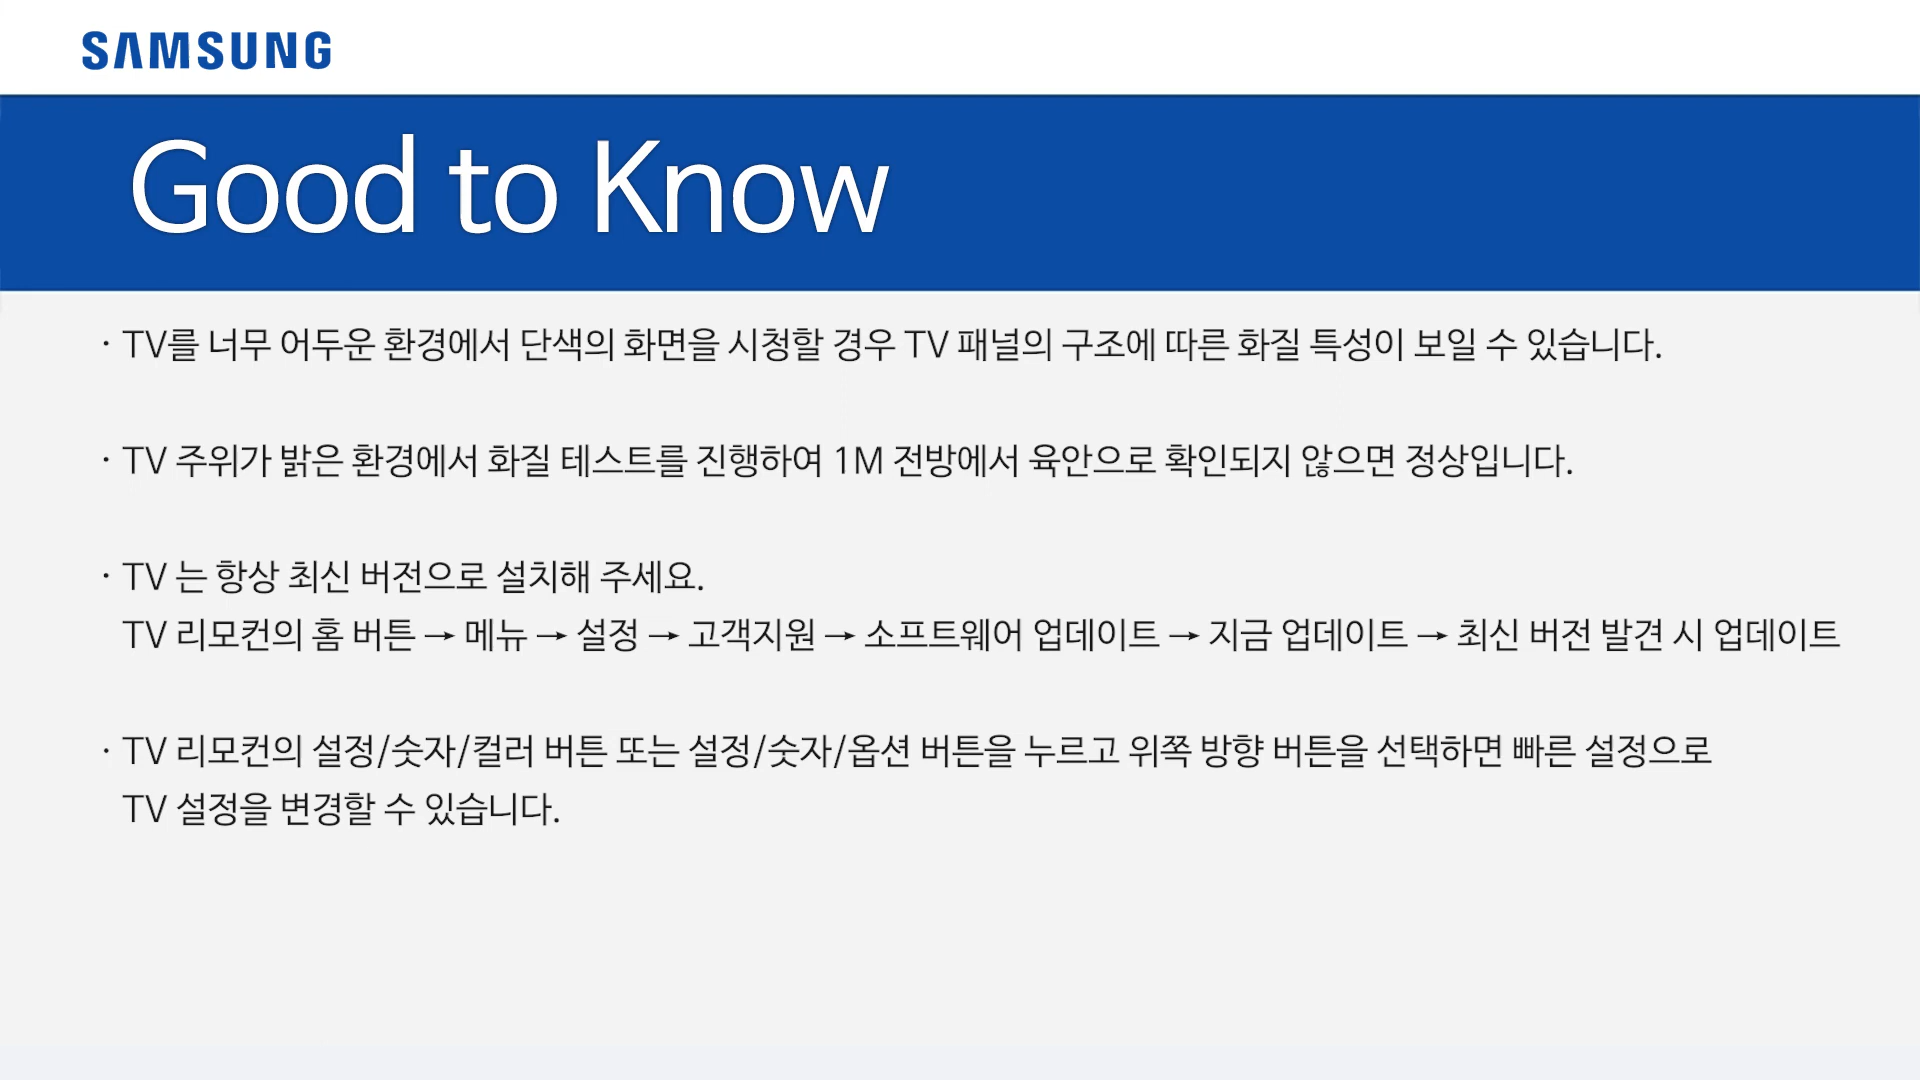 SAMSUNG
Good to Know
· TV를 너무 어두운 환경에서 단색의 화면을 시청할 경우 TV 패널의 구조에 따른 화질 특성이 보일 수 있습니다.
· TV 주위가 밝은 환경에서 화질 테스트를 진행하여 1M 전방에서 육안으로 확인되지 않으면 정상입니다.
· TV 는 항상 최신 버전으로 설치해 주세요.
TV 리모컨의 홈 버튼 → 메뉴 → 설정 → 고객지원 → 소프트웨어 업데이트 → 지금 업데이트 → 최신 버전 발견 시 업데이트
· TV 리모컨의 설정/숫자/컬러 버튼 또는 설정/숫자/옵션 버튼을 누르고 위쪽 방향 버튼을 선택하면 빠른 설정으로
TV 설정을 변경할 수 있습니다.